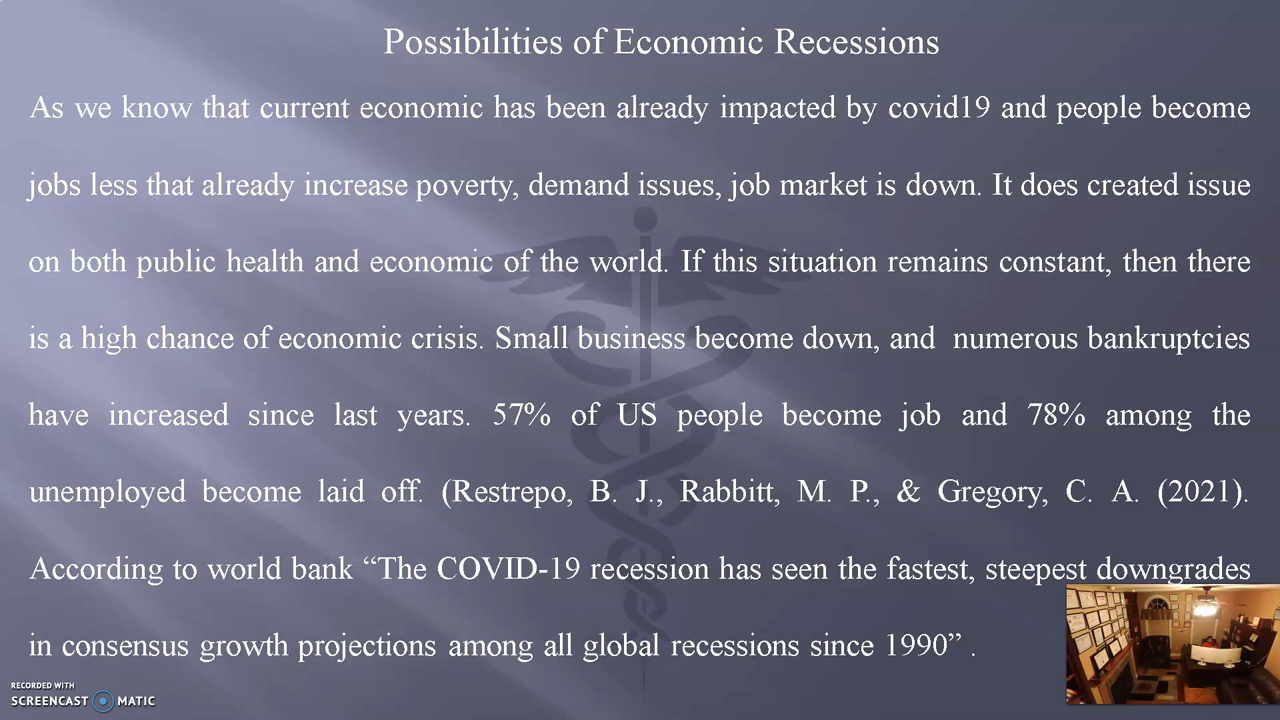 Possibilities of Economic Recessions
As we know that current economic has been already impacted by covid19 and people become
jobs less that already increase poverty, demand issues, job market is down. It does created issue
on both public health and economic of the world. If this situation remains constant, then there
is a high chance of economic crisis. Small business become down, and numerous bankruptcies
have increased since last years. 57% of US people become job and 78% among the
unemployed become laid off. (Restrepo, B. J., Rabbitt, M. P., & Gregory, C. A. (2021).
According to world bank “The COVID-19 recession has seen the fastest, steepest downgrades
in consensus growth projections among all global recessions since 1990” .
RECORDED WITH
SCREENCAST MATIC